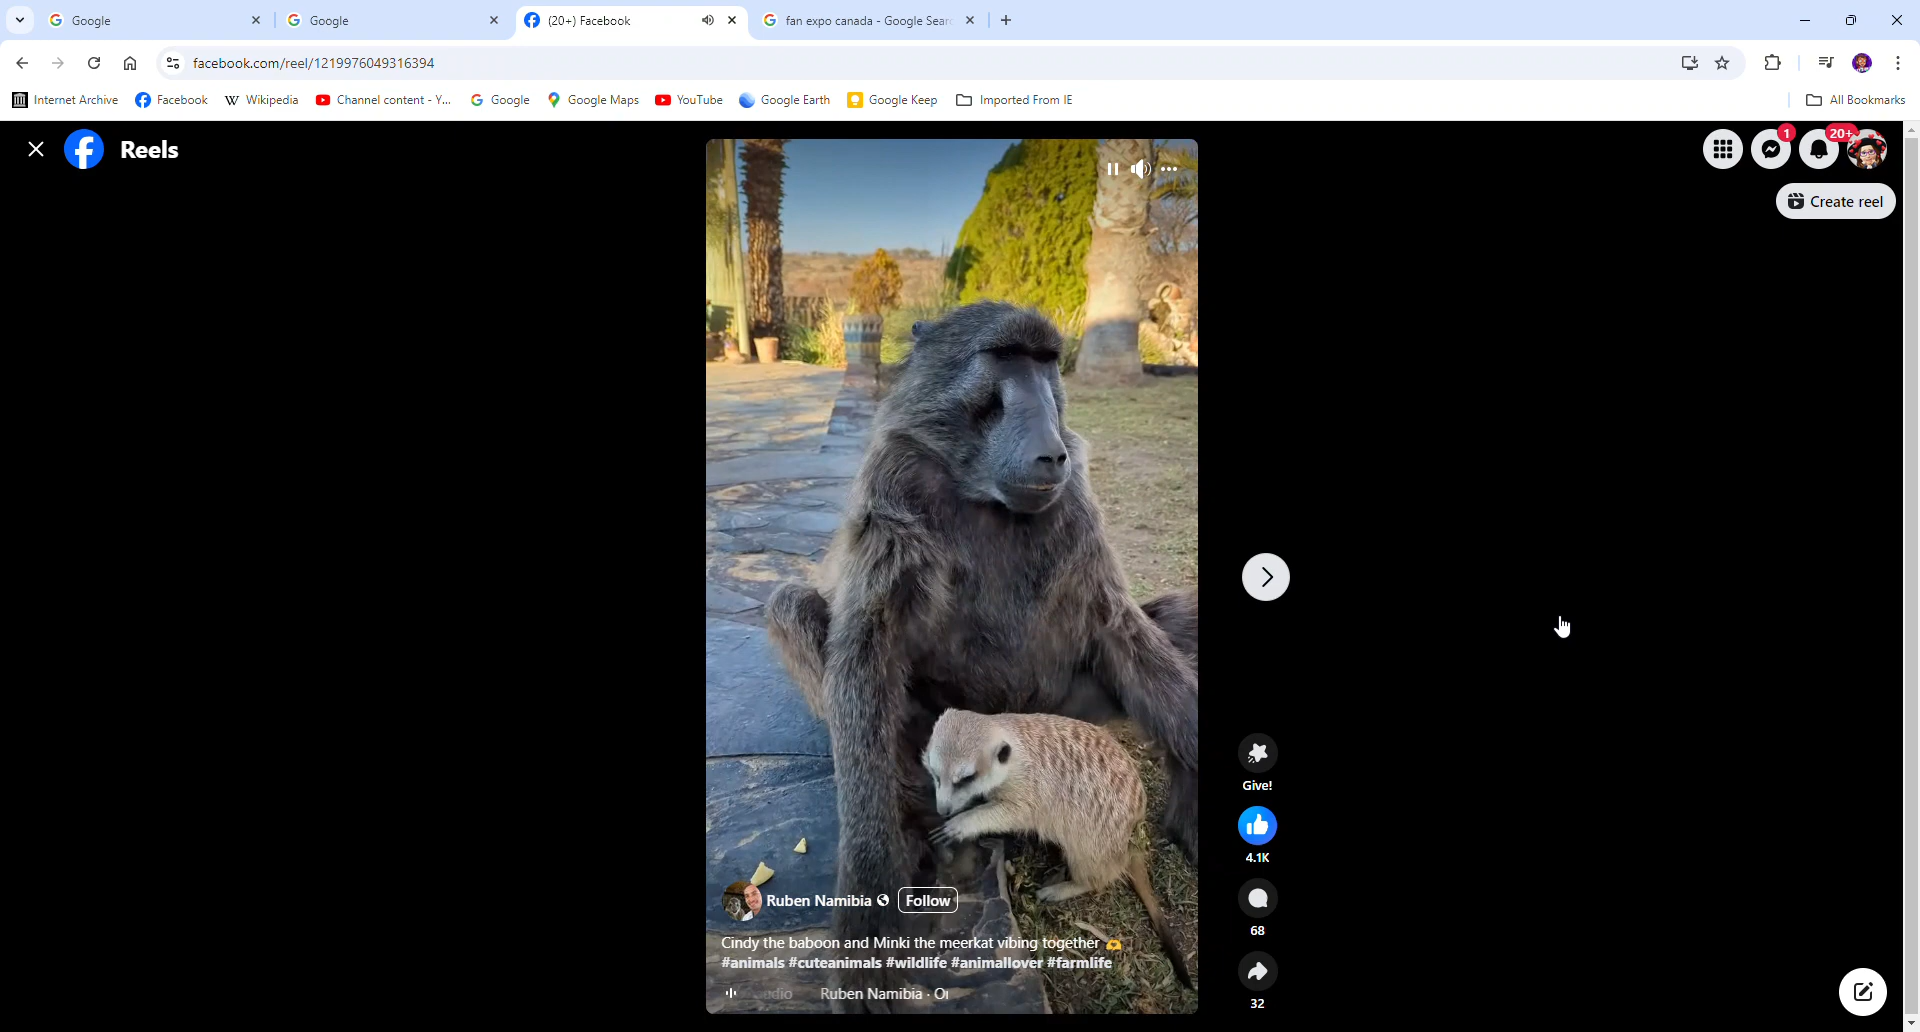 Google
Google
(20+) Facebook
fan expo canada - Google Sear
facebook.com/reel/1219976049316394
Internet Archive
Facebook
Wikipedia
Channel content - Y...
Google
Google Maps
YouTube
Google Earth
Google Keep
Imported From IE
All Bookmarks
Reels
1
20+
Create reel
Give!
4.1K
68
32
Ruben Namibia
Follow
Cindy the baboon and Minki the meerkat vibing together 🫶
#animals #cuteanimals #wildlife #animallover #farmlife
udio Ruben Namibia · Or